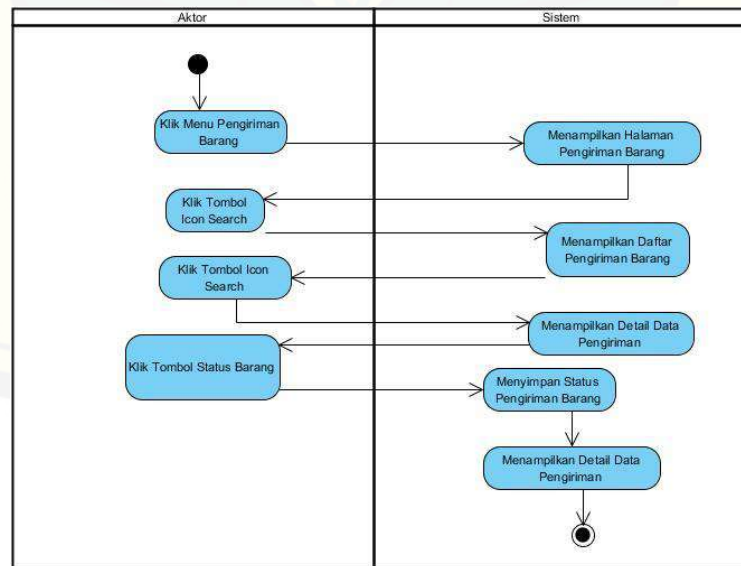 Aktor
Sistem
Klik Menu Pengiriman
Barang
Menampilkan Halaman
Pengiriman Barang
Klik Tombol
Icon Search
Menampilkan Daftar
Pengiriman Barang
Klik Tombol Icon
Search
Menampilkan Detail Data
Pengiriman
Klik Tombol Status Barang
Menyimpan Status
Pengiriman Barang
Menampilkan Detail Data
Pengiriman